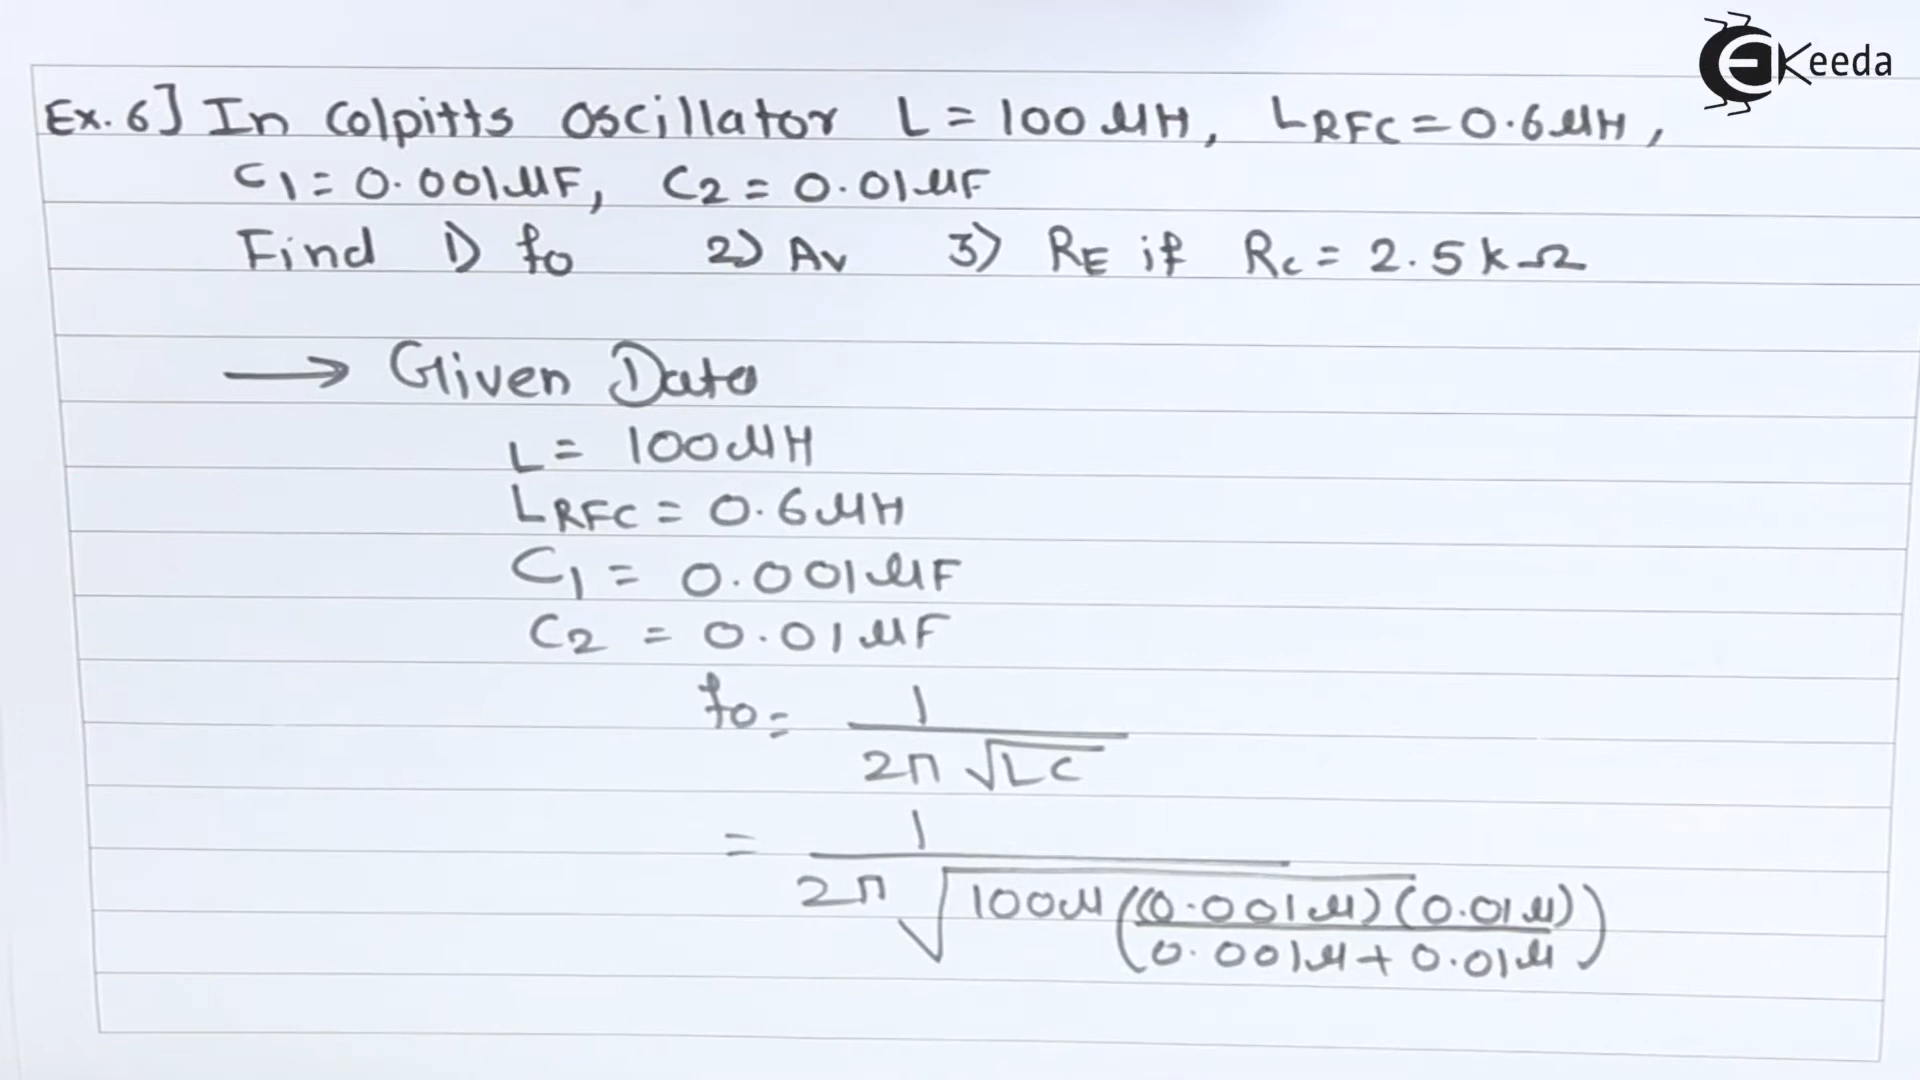 EKeeda
Ex. 6] In Colpitts oscillator L = 100 μH, LRFC = 0.6 μH,
C1 = 0.001 μF, C2 = 0.01 μF
Find 1) fo 2) Av 3) RE if Rc = 2.5 kΩ
→ Given Data
L = 100 μH
LRFC = 0.6 μH
C1 = 0.001 μF
C2 = 0.01 μF
fo = 1 / 2π √LC
= 1 / 2π √100μ ((0.001μ)(0.01μ) / 0.001μ + 0.01μ)